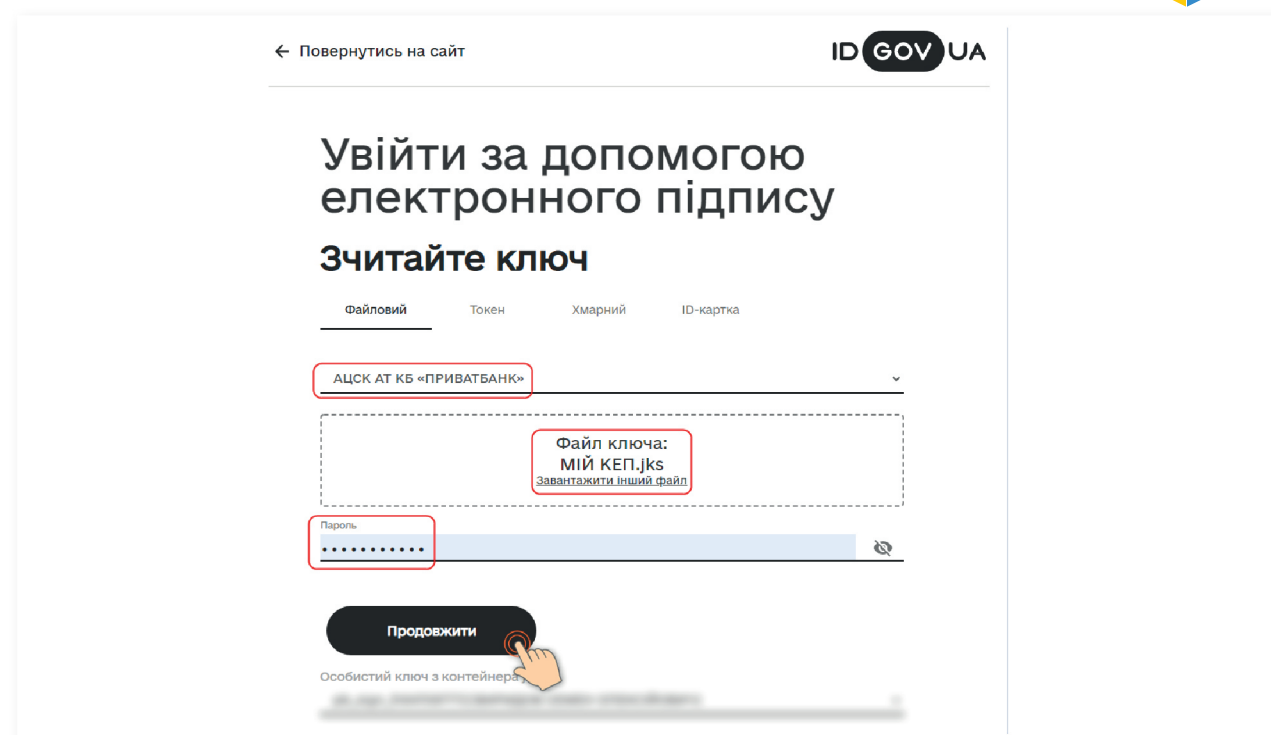 ← Повернутись на сайт
ID GOV UA
Увійти за допомогою
електронного підпису
Зчитайте ключ
Файловий Токен Хмарний ID-картка
АЦСК АТ КБ «ПРИВАТБАНК»
Файл ключа:
МІЙ КЕП.jks
Завантажити інший файл
Пароль
•••••••••••
Продовжити
Особистий ключ з контейнера